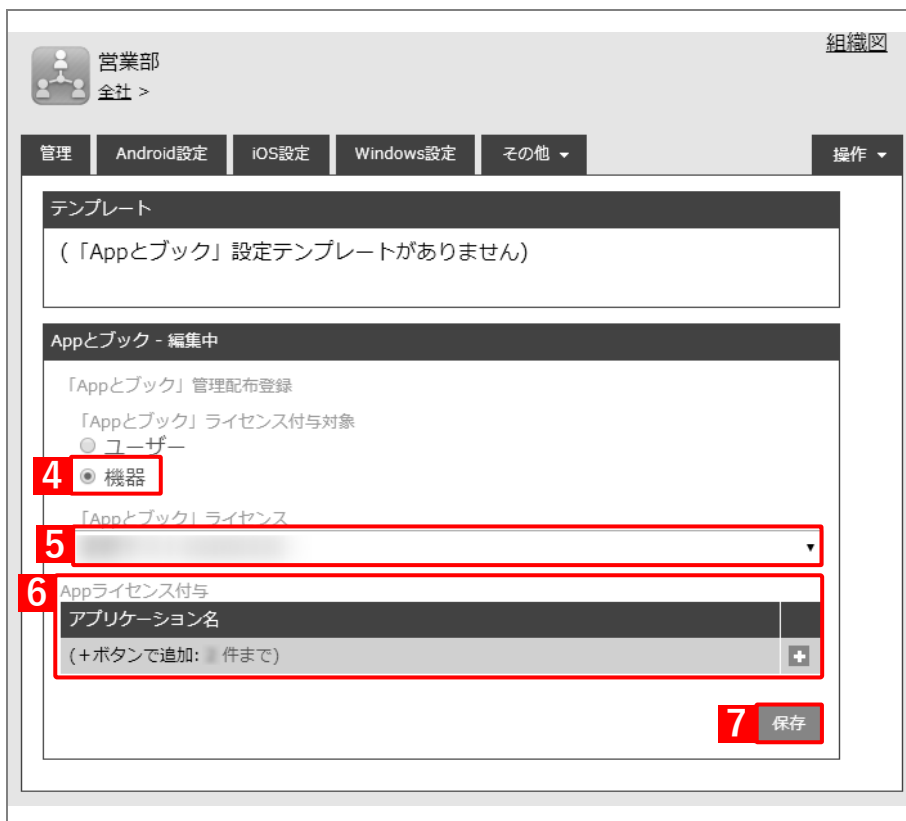 組織図
営業部
全社 >
管理
Android設定
iOS設定
Windows設定
その他
操作
テンプレート
(「Appとブック」設定テンプレートがありません)
Appとブック - 編集中
「Appとブック」管理配布登録
「Appとブック」ライセンス付与対象
ユーザー
4 機器
「Appとブック」ライセンス
5
6 Appライセンス付与
アプリケーション名
(+ボタンで追加: 件まで)
7 保存